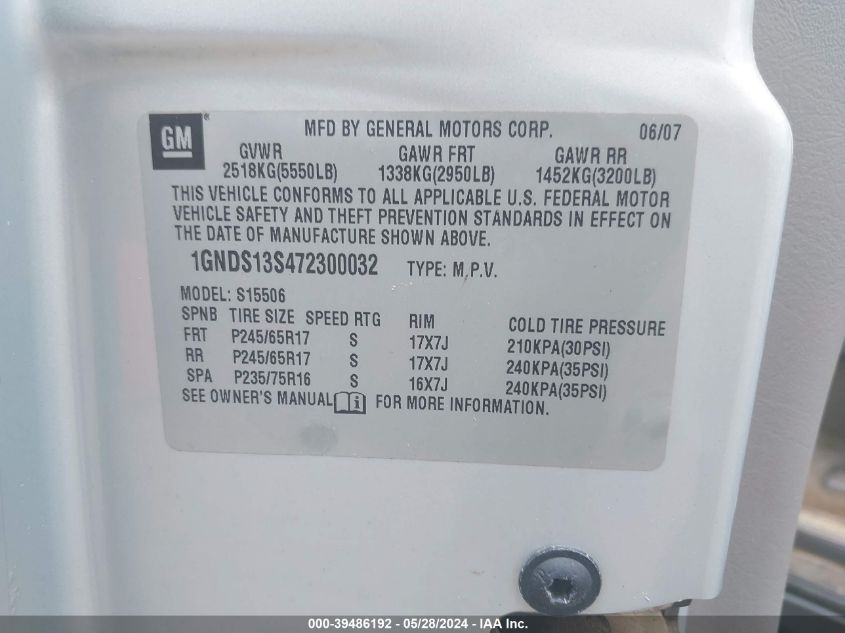 GM ® MFD BY GENERAL MOTORS CORP. 06/07
GVWR GAWR FRT GAWR RR
2518KG(5550LB) 1338KG(2950LB) 1452KG(3200LB)
THIS VEHICLE CONFORMS TO ALL APPLICABLE U.S. FEDERAL MOTOR
VEHICLE SAFETY AND THEFT PREVENTION STANDARDS IN EFFECT ON
THE DATE OF MANUFACTURE SHOWN ABOVE.
1GNDS13S472300032 TYPE: M.P.V.
MODEL: S15506
SPNB TIRE SIZE SPEED RTG RIM COLD TIRE PRESSURE
FRT P245/65R17 S 17X7J 210KPA(30PSI)
RR P245/65R17 S 17X7J 240KPA(35PSI)
SPA P235/75R16 S 16X7J 240KPA(35PSI)
SEE OWNER'S MANUAL i FOR MORE INFORMATION.
000-39486192 - 05/28/2024 - IAA Inc.